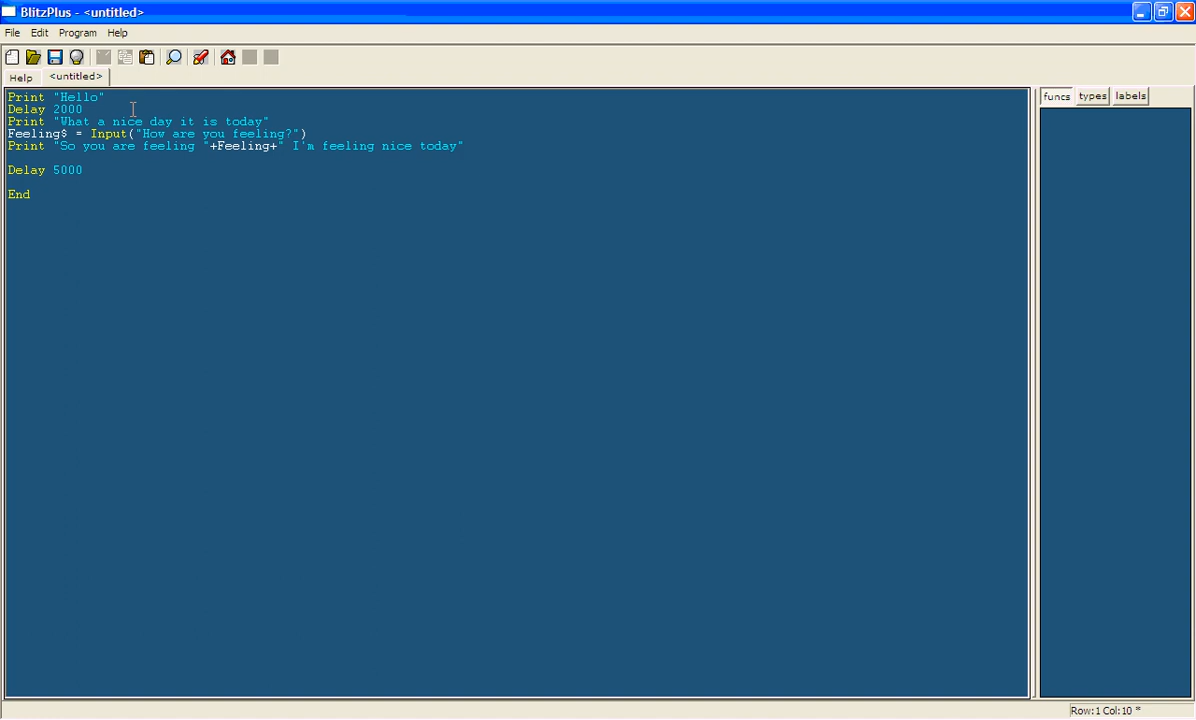 BlitzPlus - <untitled>
File Edit Program Help
Help <untitled>
Print "Hello"
Delay 2000
Print "What a nice day it is today"
Feeling$ = Input("How are you feeling?")
Print "So you are feeling "+Feeling+" I'm feeling nice today"
Delay 5000
End
funcs types labels
Row:1 Col:10 *